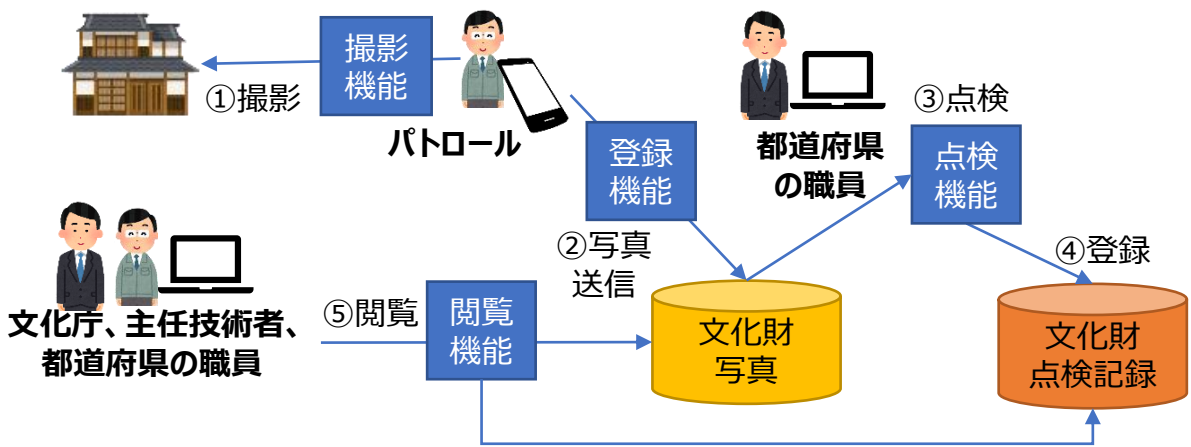 撮影
機能
①撮影
パトロール
登録
機能
②写真
送信
都道府県
の職員
③点検
点検
機能
④登録
文化庁、主任技術者、
都道府県の職員
⑤閲覧
閲覧
機能
文化財
写真
文化財
点検記録